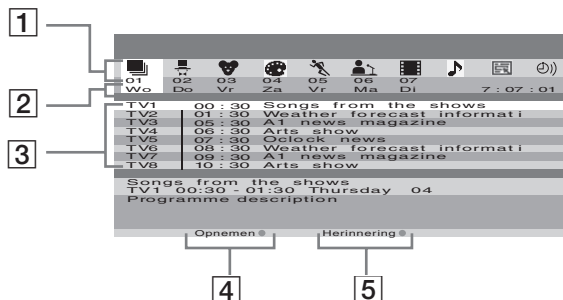 1
01 02 03 04 05 06 07
2
Wo Do Vr Za Vr Ma Di 7 : 07 : 01
TV1 00 : 30 Songs from the shows
TV2 01 : 30 Weather forecast informati
TV3 05 : 30 A1 news magazine
TV4 06 : 30 Arts show
3
TV5 07 : 30 Oclock news
TV6 08 : 30 Weather forecast informati
TV7 09 : 30 A1 news magazine
TV8 10 : 30 Arts show
Songs from the shows
TV1 00:30 - 01:30 Thursday 04
Programme description
Opnemen Herinnering
4 5